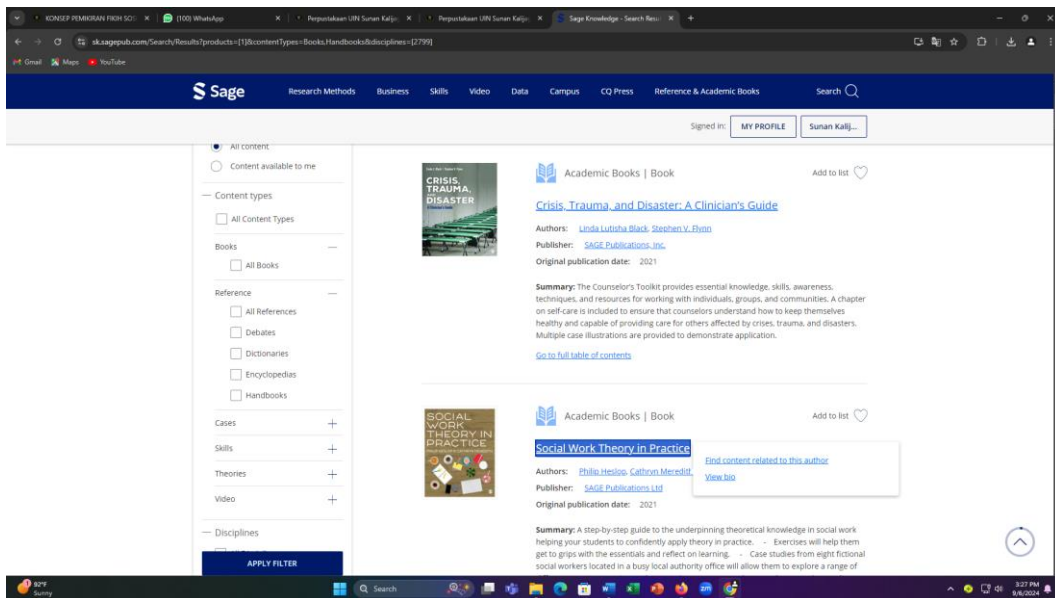 KONSEP PEMIKIRAN FIKIH SOS
(100) WhatsApp
Perpustakaan UIN Sunan Kalijag
Perpustakaan UIN Sunan Kalijag
Sage Knowledge - Search Resul
sk.sagepub.com/Search/Results?products=[1]&contentTypes=Books,Handbooks&disciplines=[2799]
Gmail
Maps
YouTube
Sage
Research Methods
Business
Skills
Video
Data
Campus
CQ Press
Reference & Academic Books
Search
Signed in:
MY PROFILE
Sunan Kalij...
All content
Content available to me
Content types
All Content Types
Books
All Books
Reference
All References
Debates
Dictionaries
Encyclopedias
Handbooks
Cases
Skills
Theories
Video
Disciplines
APPLY FILTER
CRISIS,
TRAUMA,
DISASTER
Academic Books | Book
Add to list
Crisis, Trauma, and Disaster: A Clinician's Guide
Authors: Linda Lutisha Black, Stephen V. Flynn
Publisher: SAGE Publications, Inc.
Original publication date: 2021
Summary: The Counselor's Toolkit provides essential knowledge, skills, awareness,
techniques, and resources for working with individuals, groups, and communities. A chapter
on self-care is included to ensure that counselors understand how to keep themselves
healthy and capable of providing care for others affected by crises, trauma, and disasters.
Multiple case illustrations are provided to demonstrate application.
Go to full table of contents
SOCIAL
WORK
THEORY IN
PRACTICE
Academic Books | Book
Add to list
Social Work Theory in Practice
Find content related to this author
View bio
Authors: Philip Heslop, Cathryn Meredith
Publisher: SAGE Publications Ltd
Original publication date: 2021
Summary: A step-by-step guide to the underpinning theoretical knowledge in social work
helping your students to confidently apply theory in practice. - Exercises will help them
get to grips with the essentials and reflect on learning. - Case studies from eight fictional
social workers located in a busy local authority office will allow them to explore a range of
92°F
Sunny
Search
3:27 PM
9/6/2024